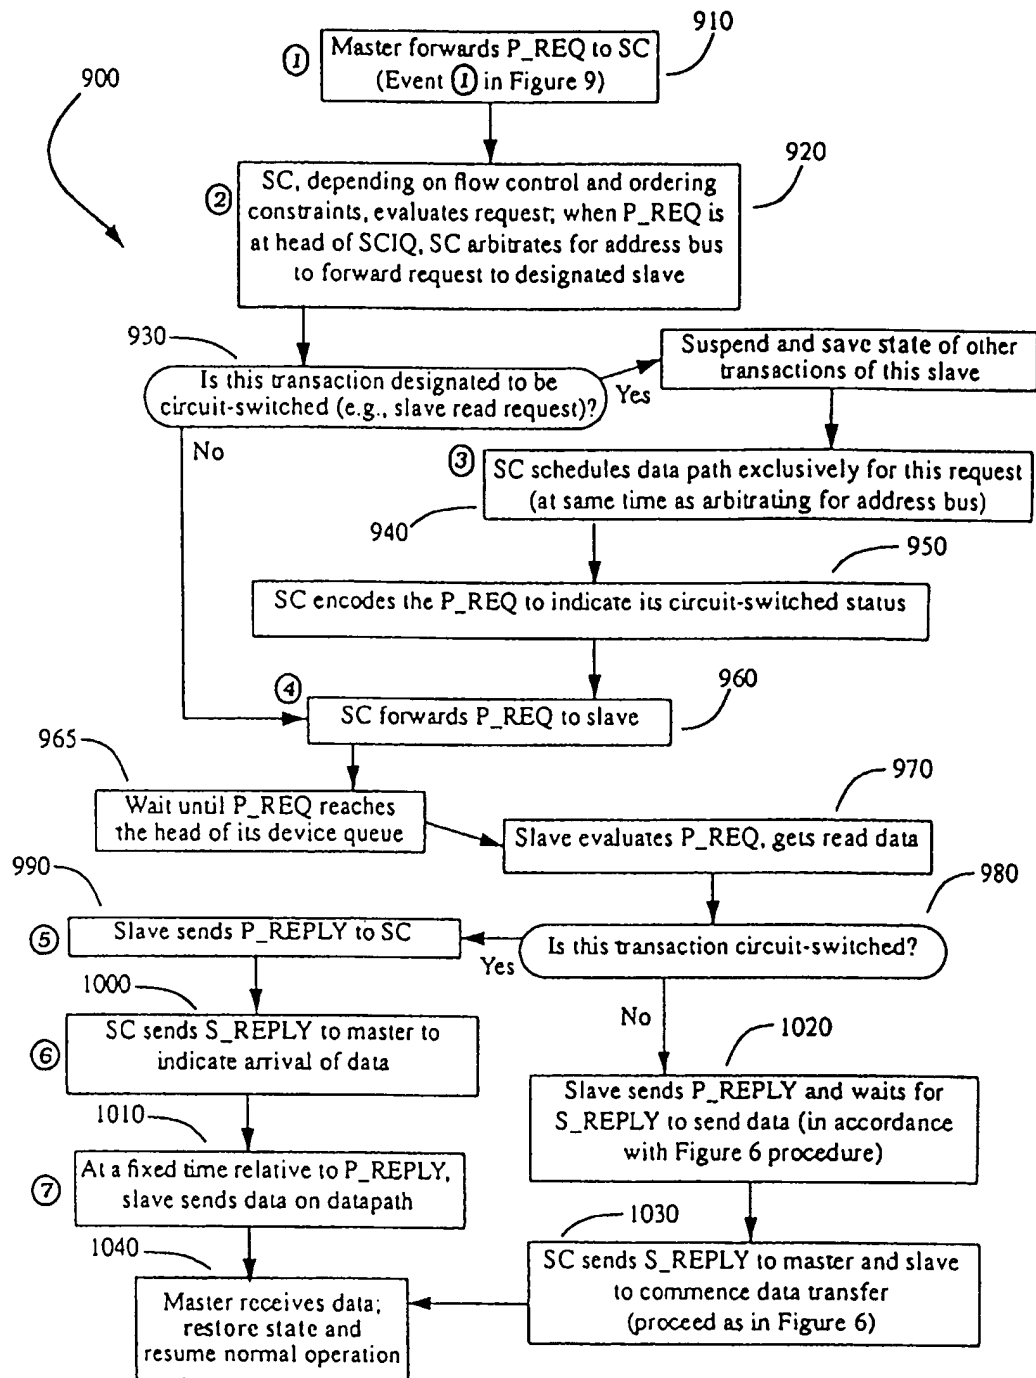 910
① Master forwards P_REQ to SC
(Event ① in Figure 9)
900
920
② SC, depending on flow control and ordering
constraints, evaluates request; when P_REQ is
at head of SCIQ, SC arbitrates for address bus
to forward request to designated slave
930
Is this transaction designated to be
circuit-switched (e.g., slave read request)?
Yes
No
Suspend and save state of other
transactions of this slave
③ SC schedules data path exclusively for this request
(at same time as arbitrating for address bus)
940
950
SC encodes the P_REQ to indicate its circuit-switched status
960
④ SC forwards P_REQ to slave
965
Wait until P_REQ reaches
the head of its device queue
970
Slave evaluates P_REQ, gets read data
980
Is this transaction circuit-switched?
Yes
No
990
⑤ Slave sends P_REPLY to SC
1000
⑥ SC sends S_REPLY to master to
indicate arrival of data
1010
⑦ At a fixed time relative to P_REPLY,
slave sends data on datapath
1020
Slave sends P_REPLY and waits for
S_REPLY to send data (in accordance
with Figure 6 procedure)
1030
SC sends S_REPLY to master and slave
to commence data transfer
(proceed as in Figure 6)
1040
Master receives data;
restore state and
resume normal operation